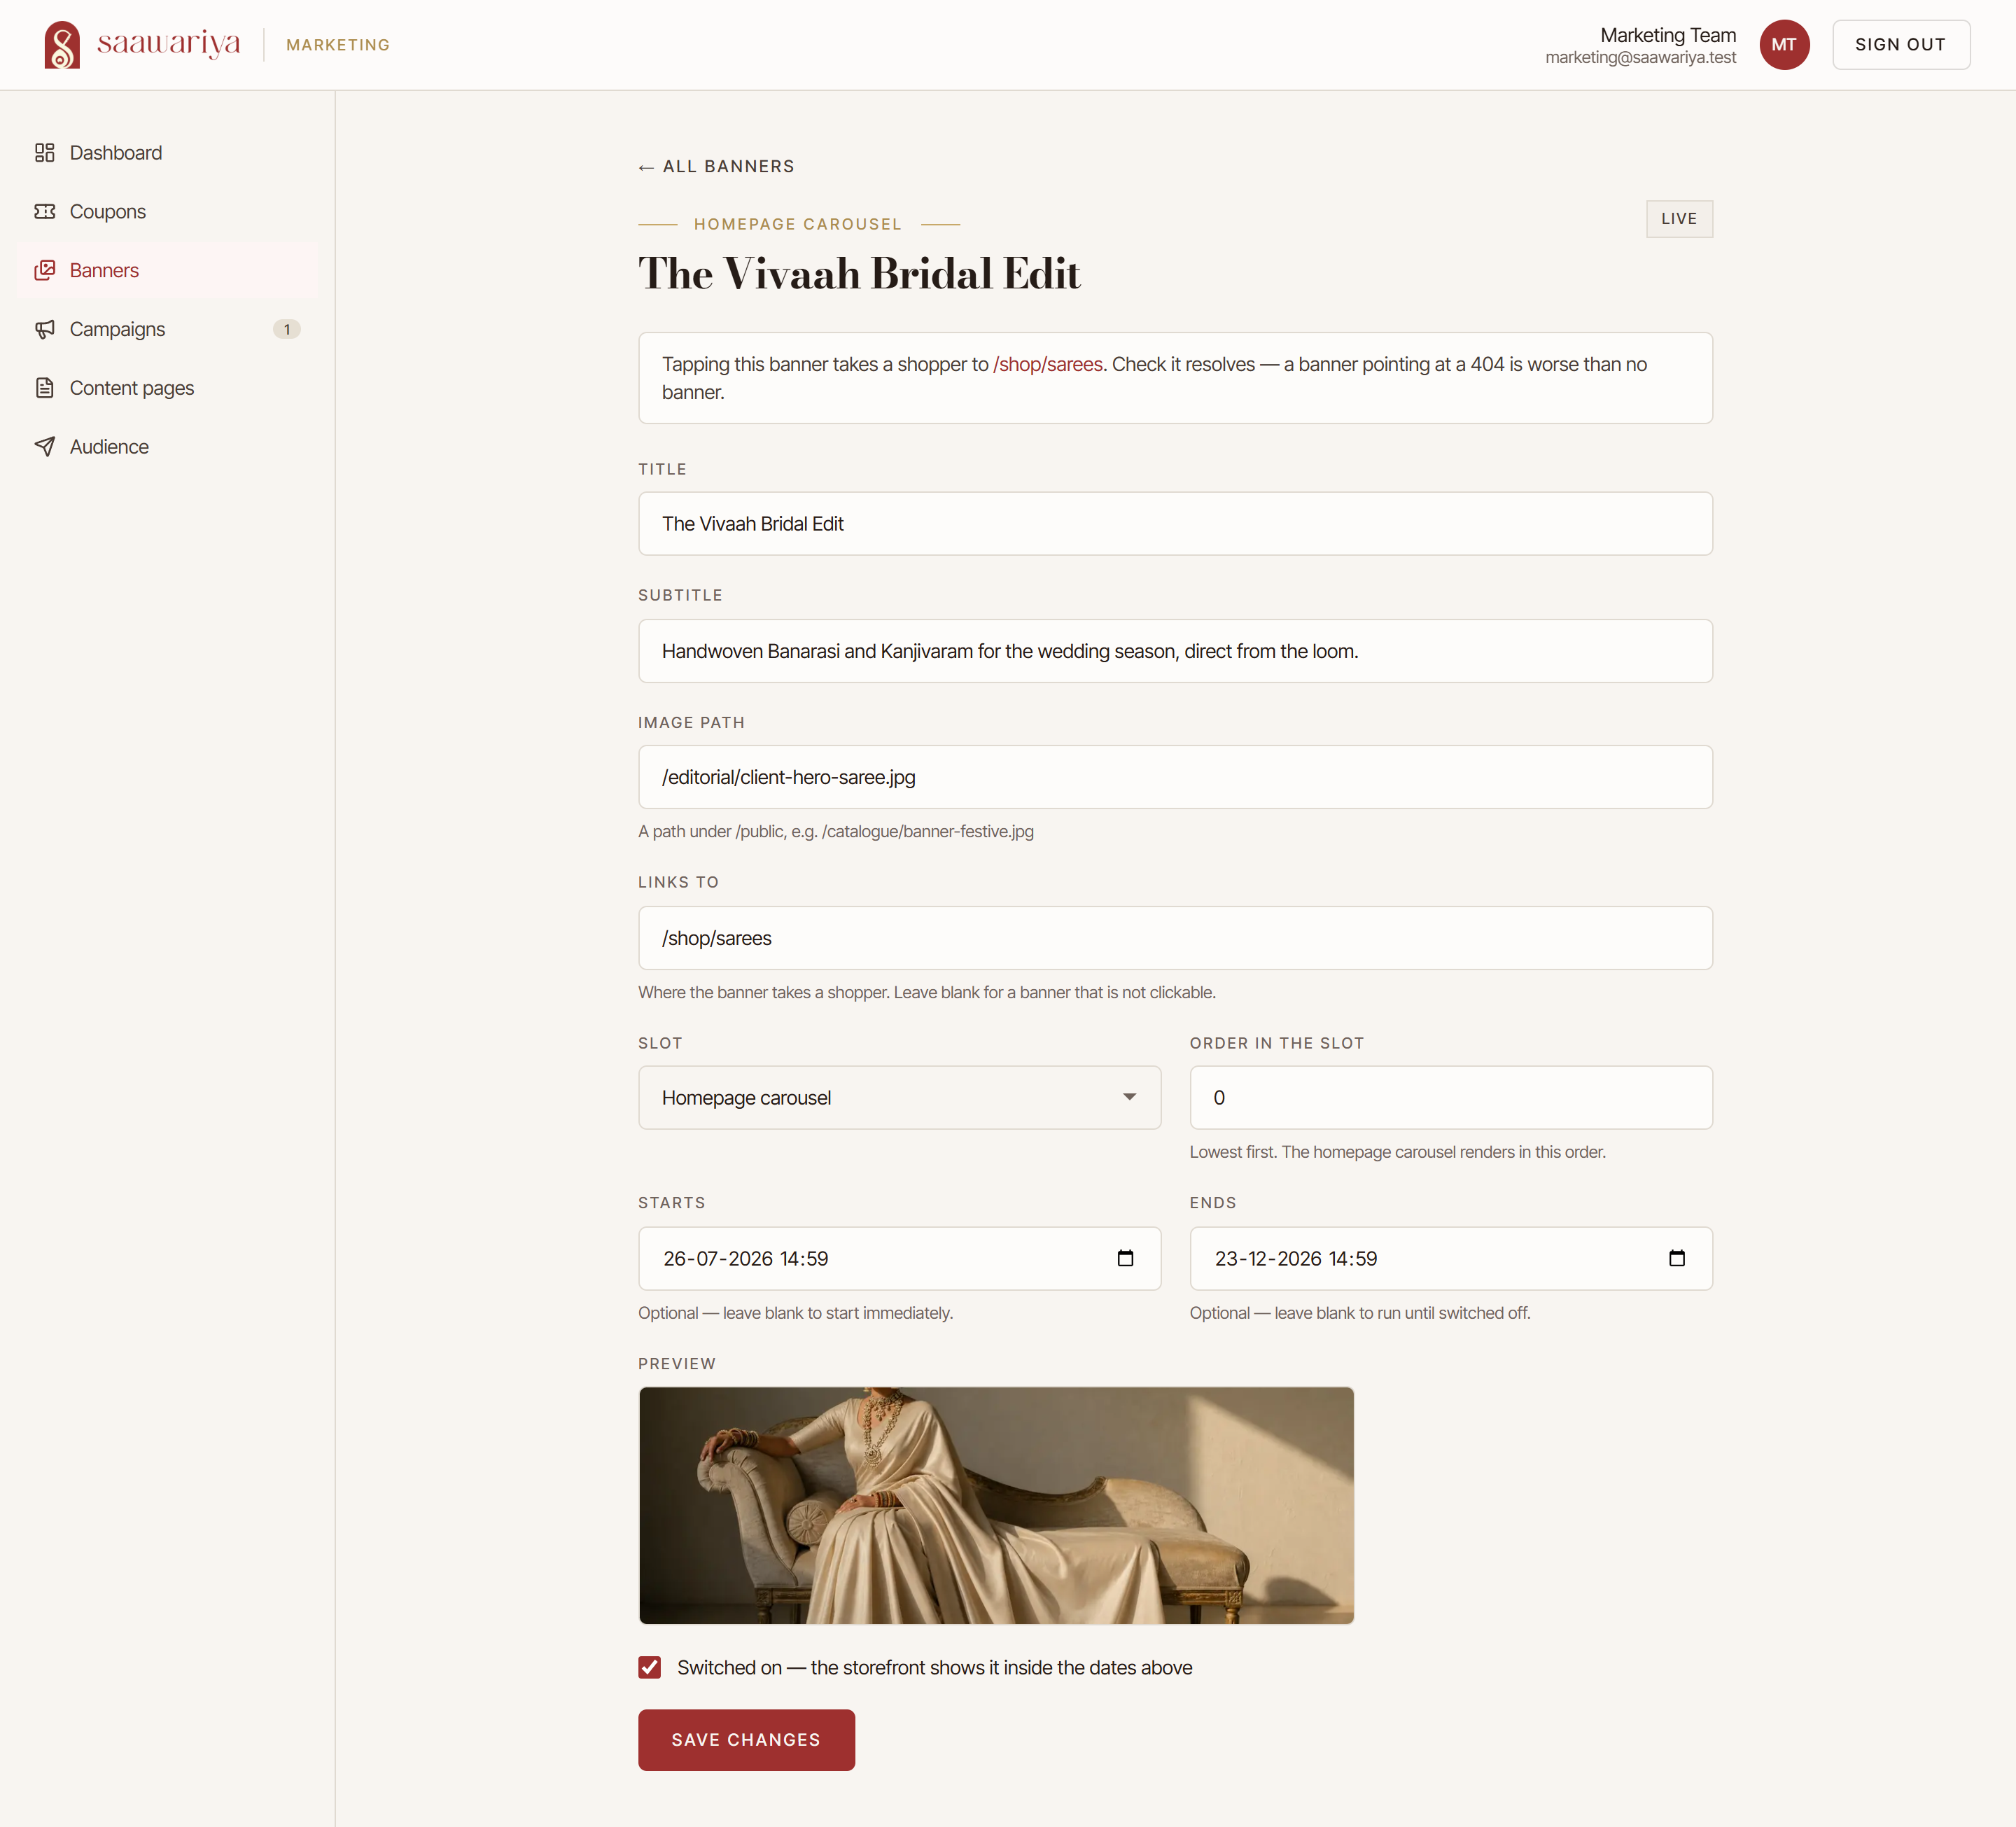 saawariya
MARKETING
Marketing Team
marketing@saawariya.test
MT
SIGN OUT
Dashboard
Coupons
Banners
Campaigns 1
Content pages
Audience
← ALL BANNERS
HOMEPAGE CAROUSEL
LIVE
The Vivaah Bridal Edit
Tapping this banner takes a shopper to /shop/sarees. Check it resolves — a banner pointing at a 404 is worse than no
banner.
TITLE
The Vivaah Bridal Edit
SUBTITLE
Handwoven Banarasi and Kanjivaram for the wedding season, direct from the loom.
IMAGE PATH
/editorial/client-hero-saree.jpg
A path under /public, e.g. /catalogue/banner-festive.jpg
LINKS TO
/shop/sarees
Where the banner takes a shopper. Leave blank for a banner that is not clickable.
SLOT
Homepage carousel
ORDER IN THE SLOT
0
Lowest first. The homepage carousel renders in this order.
STARTS
26-07-2026 14:59
Optional — leave blank to start immediately.
ENDS
23-12-2026 14:59
Optional — leave blank to run until switched off.
PREVIEW
Switched on — the storefront shows it inside the dates above
SAVE CHANGES